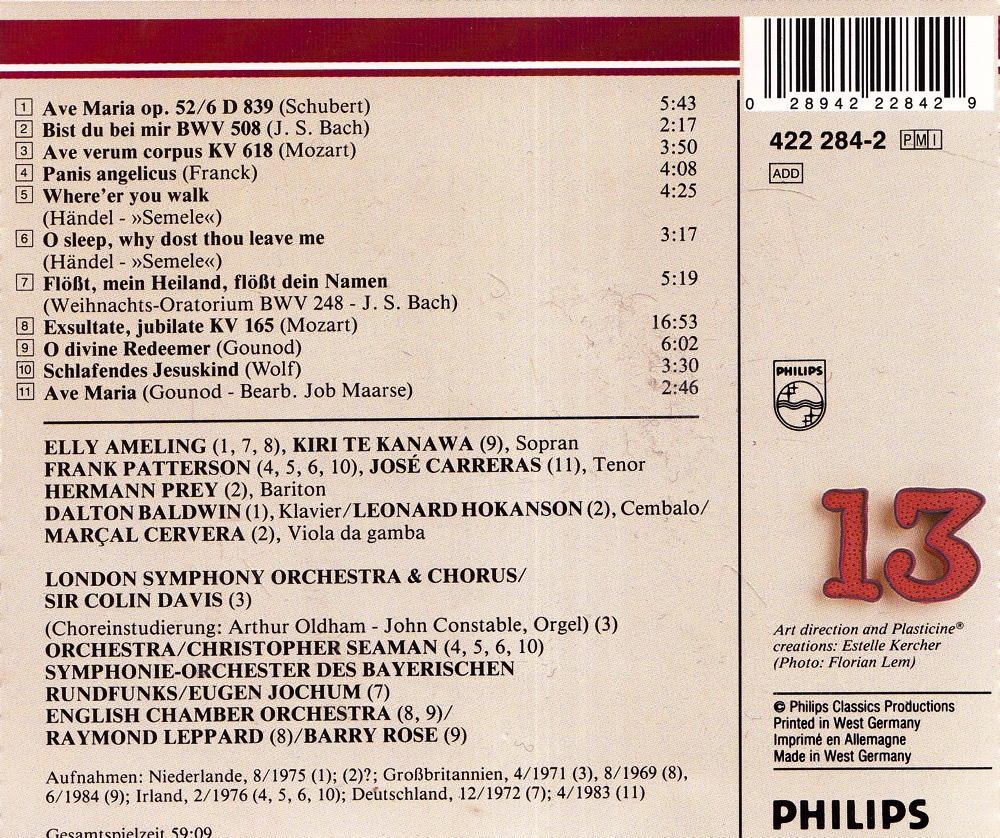 1 Ave Maria op. 52/6 D 839 (Schubert) 5:43
2 Bist du bei mir BWV 508 (J. S. Bach) 2:17
3 Ave verum corpus KV 618 (Mozart) 3:50
4 Panis angelicus (Franck) 4:08
5 Where'er you walk 4:25
(Händel - »Semele«)
6 O sleep, why dost thou leave me 3:17
(Händel - »Semele«)
7 Flößt, mein Heiland, flößt dein Namen 5:19
(Weihnachts-Oratorium BWV 248 - J. S. Bach)
8 Exsultate, jubilate KV 165 (Mozart) 16:53
9 O divine Redeemer (Gounod) 6:02
10 Schlafendes Jesuskind (Wolf) 3:30
11 Ave Maria (Gounod - Bearb. Job Maarse) 2:46
ELLY AMELING (1, 7, 8), KIRI TE KANAWA (9), Sopran
FRANK PATTERSON (4, 5, 6, 10), JOSÉ CARRERAS (11), Tenor
HERMANN PREY (2), Bariton
DALTON BALDWIN (1), Klavier/LEONARD HOKANSON (2), Cembalo/
MARÇAL CERVERA (2), Viola da gamba
LONDON SYMPHONY ORCHESTRA & CHORUS/
SIR COLIN DAVIS (3)
(Choreinstudierung: Arthur Oldham - John Constable, Orgel) (3)
ORCHESTRA/CHRISTOPHER SEAMAN (4, 5, 6, 10)
SYMPHONIE-ORCHESTER DES BAYERISCHEN
RUNDFUNKS/EUGEN JOCHUM (7)
ENGLISH CHAMBER ORCHESTRA (8, 9)/
RAYMOND LEPPARD (8)/BARRY ROSE (9)
Aufnahmen: Niederlande, 8/1975 (1); (2)?; Großbritannien, 4/1971 (3), 8/1969 (8),
6/1984 (9); Irland, 2/1976 (4, 5, 6, 10); Deutschland, 12/1972 (7); 4/1983 (11)
Gesamtspielzeit 59:09
0 28942 22842 9
422 284-2 PMI
ADD
PHILIPS
13
Art direction and Plasticine®
creations: Estelle Kercher
(Photo: Florian Lem)
© Philips Classics Productions
Printed in West Germany
Imprimé en Allemagne
Made in West Germany
PHILIPS